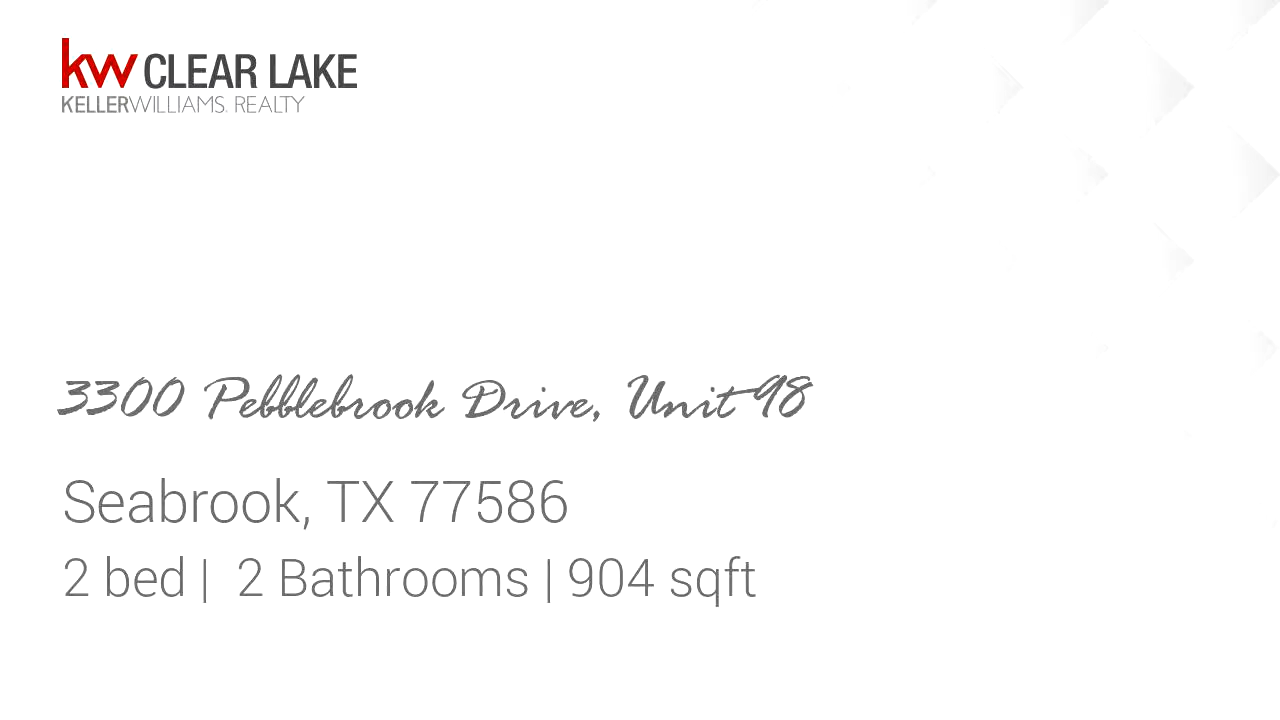 kw CLEAR LAKE
KELLERWILLIAMS. REALTY
3300 Pebblebrook Drive, Unit 98
Seabrook, TX 77586
2 bed | 2 Bathrooms | 904 sqft